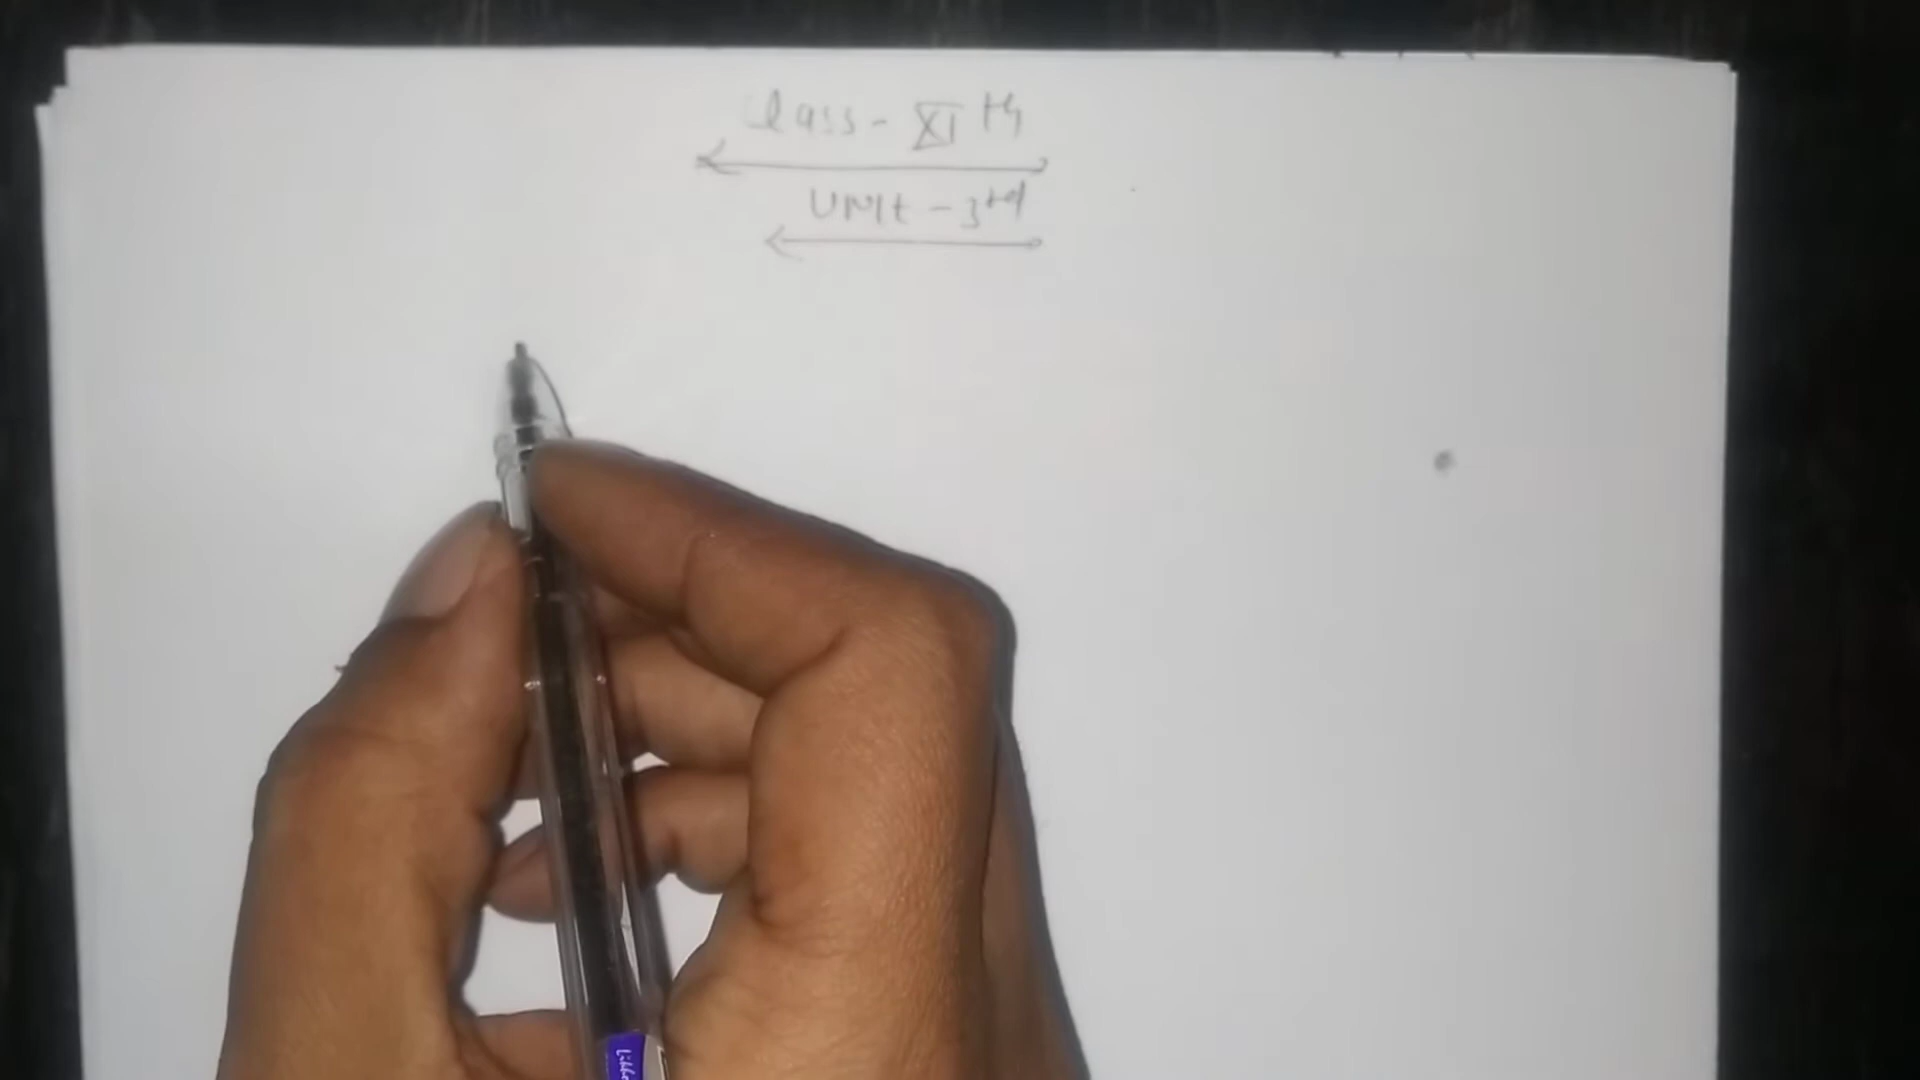 Class - XI th
UNIt - 3rd